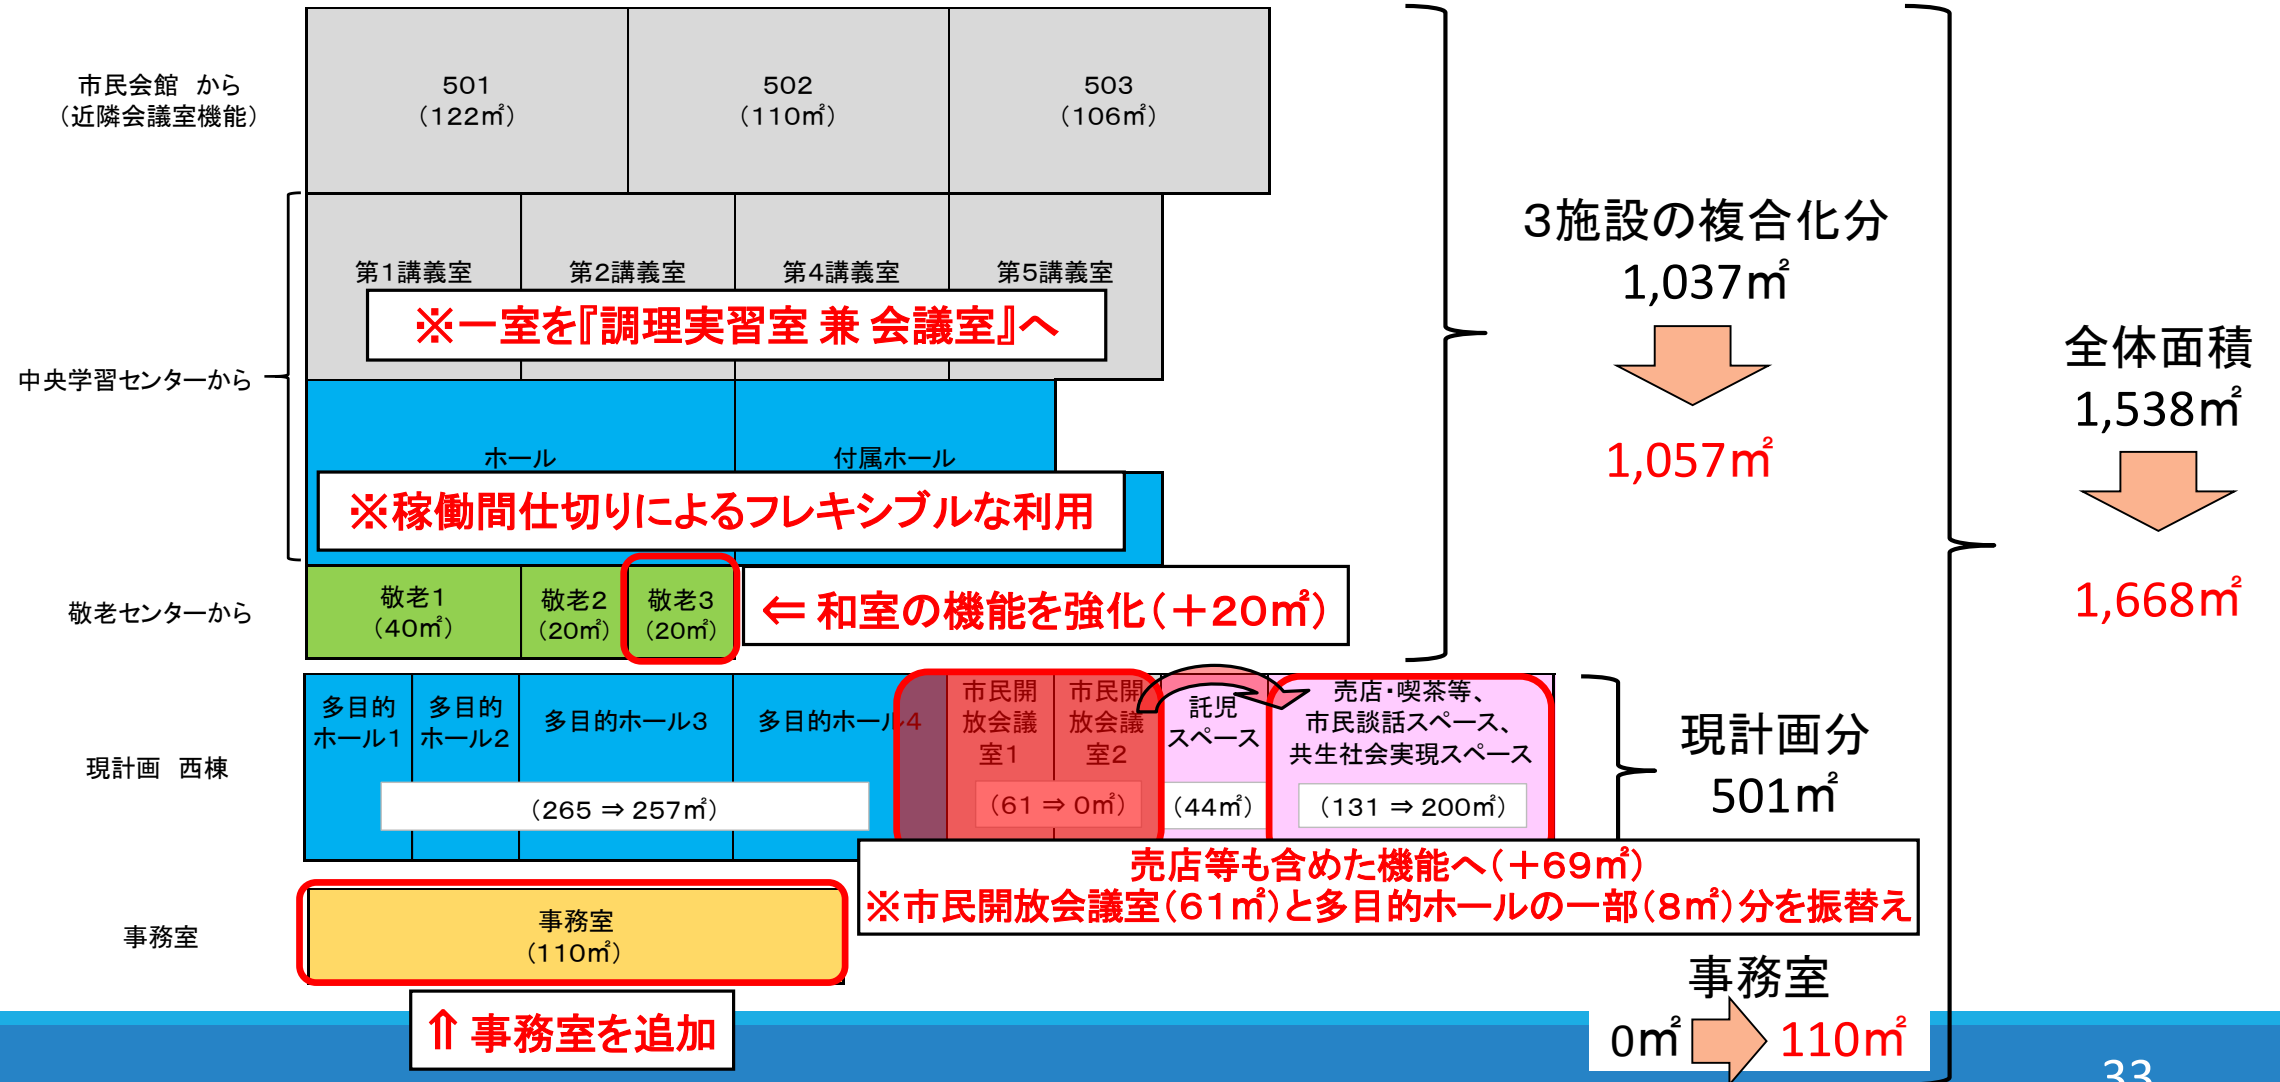 市民会館　から
（近隣会議室機能）
501
（122㎡）
502
（110㎡）
503
（106㎡）
中央学習センターから
第1講義室
第2講義室
第4講義室
第5講義室
※一室を『調理実習室 兼 会議室』へ
ホール
付属ホール
※稼働間仕切りによるフレキシブルな利用
敬老センターから
敬老1
（40㎡）
敬老2
（20㎡）
敬老3
（20㎡）
⇐ 和室の機能を強化（＋20㎡）
3施設の複合化分
1,037㎡
1,057㎡
全体面積
1,538㎡
1,668㎡
現計画　西棟
多目的
ホール1
多目的
ホール2
多目的ホール3
多目的ホール4
（265 ⇒ 257㎡）
市民開
放会議
室1
市民開
放会議
室2
（61 ⇒ 0㎡）
託児
スペース
（44㎡）
売店・喫茶等、
市民談話スペース、
共生社会実現スペース
（131 ⇒ 200㎡）
現計画分
501㎡
売店等も含めた機能へ（＋69㎡）
※市民開放会議室（61㎡）と多目的ホールの一部（8㎡）分を振替え
事務室
事務室
（110㎡）
⇑ 事務室を追加
事務室
0㎡
110㎡
33